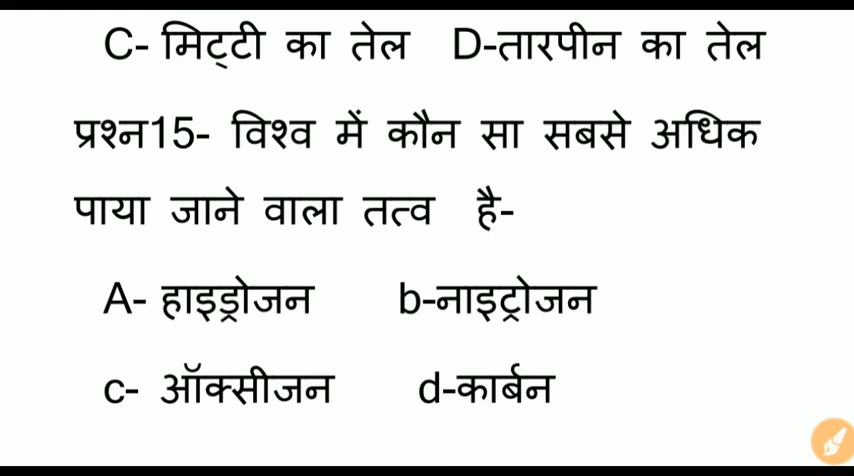 C- मिट्टी का तेल D-तारपीन का तेल
प्रश्न15- विश्व में कौन सा सबसे अधिक
पाया जाने वाला तत्व है-
A- हाइड्रोजन b-नाइट्रोजन
c- ऑक्सीजन d-कार्बन